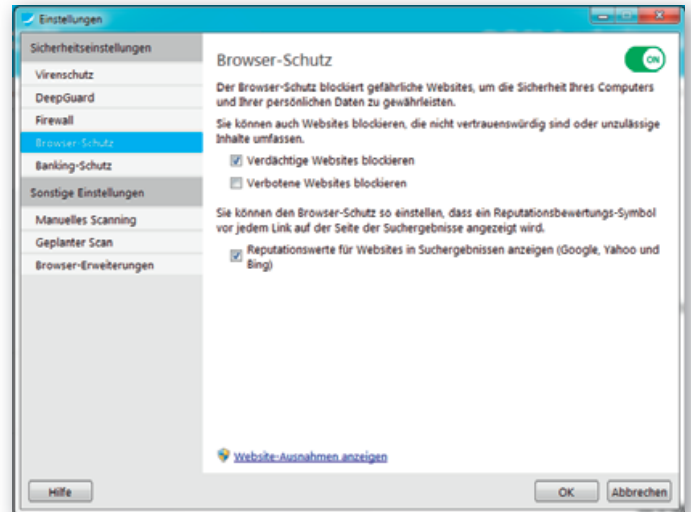 Einstellungen
Sicherheitseinstellungen
Virenschutz
DeepGuard
Firewall
Browser-Schutz
Banking-Schutz
Sonstige Einstellungen
Manuelles Scanning
Geplanter Scan
Browser-Erweiterungen
Browser-Schutz
ON
Der Browser-Schutz blockiert gefährliche Websites, um die Sicherheit Ihres Computers
und Ihrer persönlichen Daten zu gewährleisten.
Sie können auch Websites blockieren, die nicht vertrauenswürdig sind oder unzulässige
Inhalte umfassen.
Verdächtige Websites blockieren
Verbotene Websites blockieren
Sie können den Browser-Schutz so einstellen, dass ein Reputationsbewertungs-Symbol
vor jedem Link auf der Seite der Suchergebnisse angezeigt wird.
Reputationswerte für Websites in Suchergebnissen anzeigen (Google, Yahoo und
Bing)
Website-Ausnahmen anzeigen
Hilfe
OK
Abbrechen